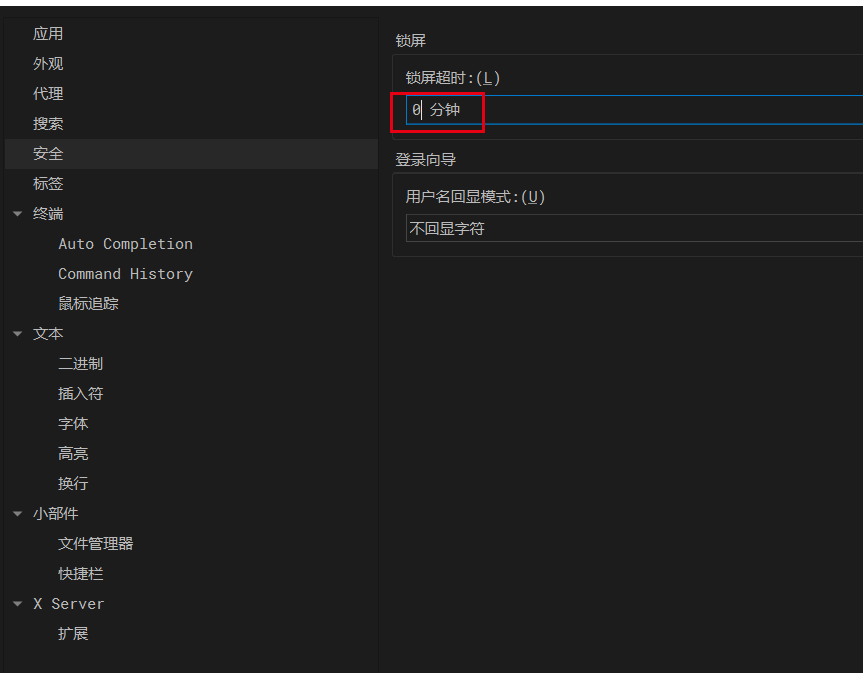 应用
外观
代理
搜索
安全
标签
终端
Auto Completion
Command History
鼠标追踪
文本
二进制
插入符
字体
高亮
换行
小部件
文件管理器
快捷栏
X Server
扩展
锁屏
锁屏超时:(L)
0 分钟
登录向导
用户名回显模式:(U)
不回显字符